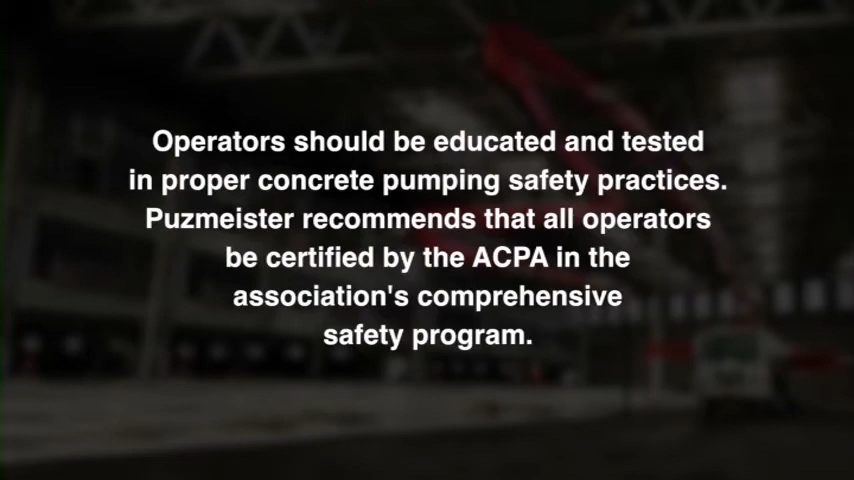 Operators should be educated and tested
in proper concrete pumping safety practices.
Puzmeister recommends that all operators
be certified by the ACPA in the
association's comprehensive
safety program.